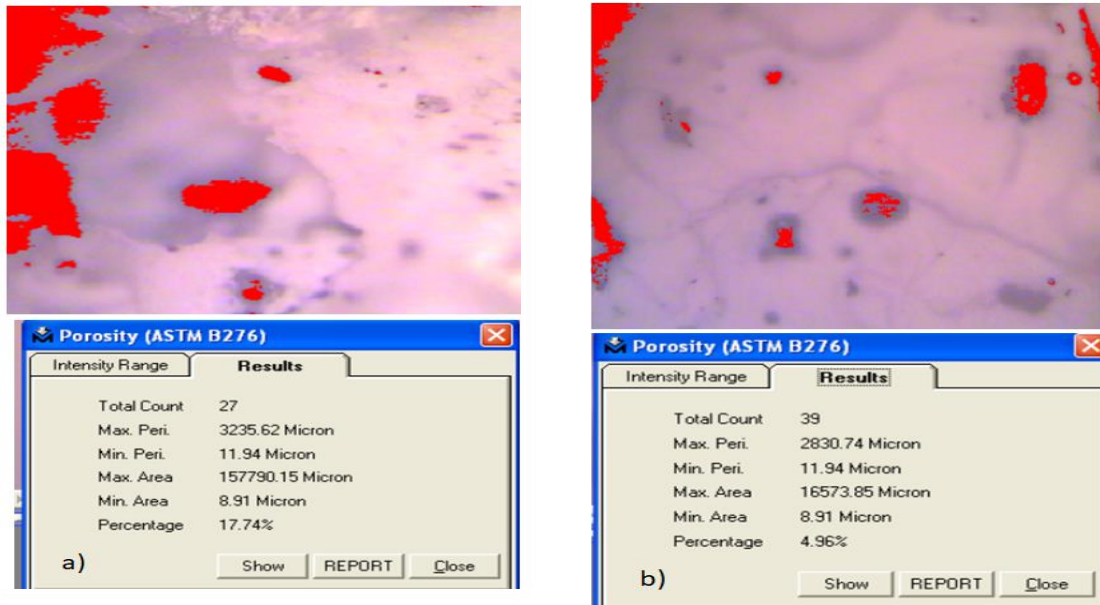 Porosity (ASTM B276)
Intensity Range Results
Total Count 27
Max. Peri. 3235.62 Micron
Min. Peri. 11.94 Micron
Max. Area 157790.15 Micron
Min. Area 8.91 Micron
Percentage 17.74%
a) Show REPORT Close
Porosity (ASTM B276)
Intensity Range Results
Total Count 39
Max. Peri. 2830.74 Micron
Min. Peri. 11.94 Micron
Max. Area 16573.85 Micron
Min. Area 8.91 Micron
Percentage 4.96%
b) Show REPORT Close